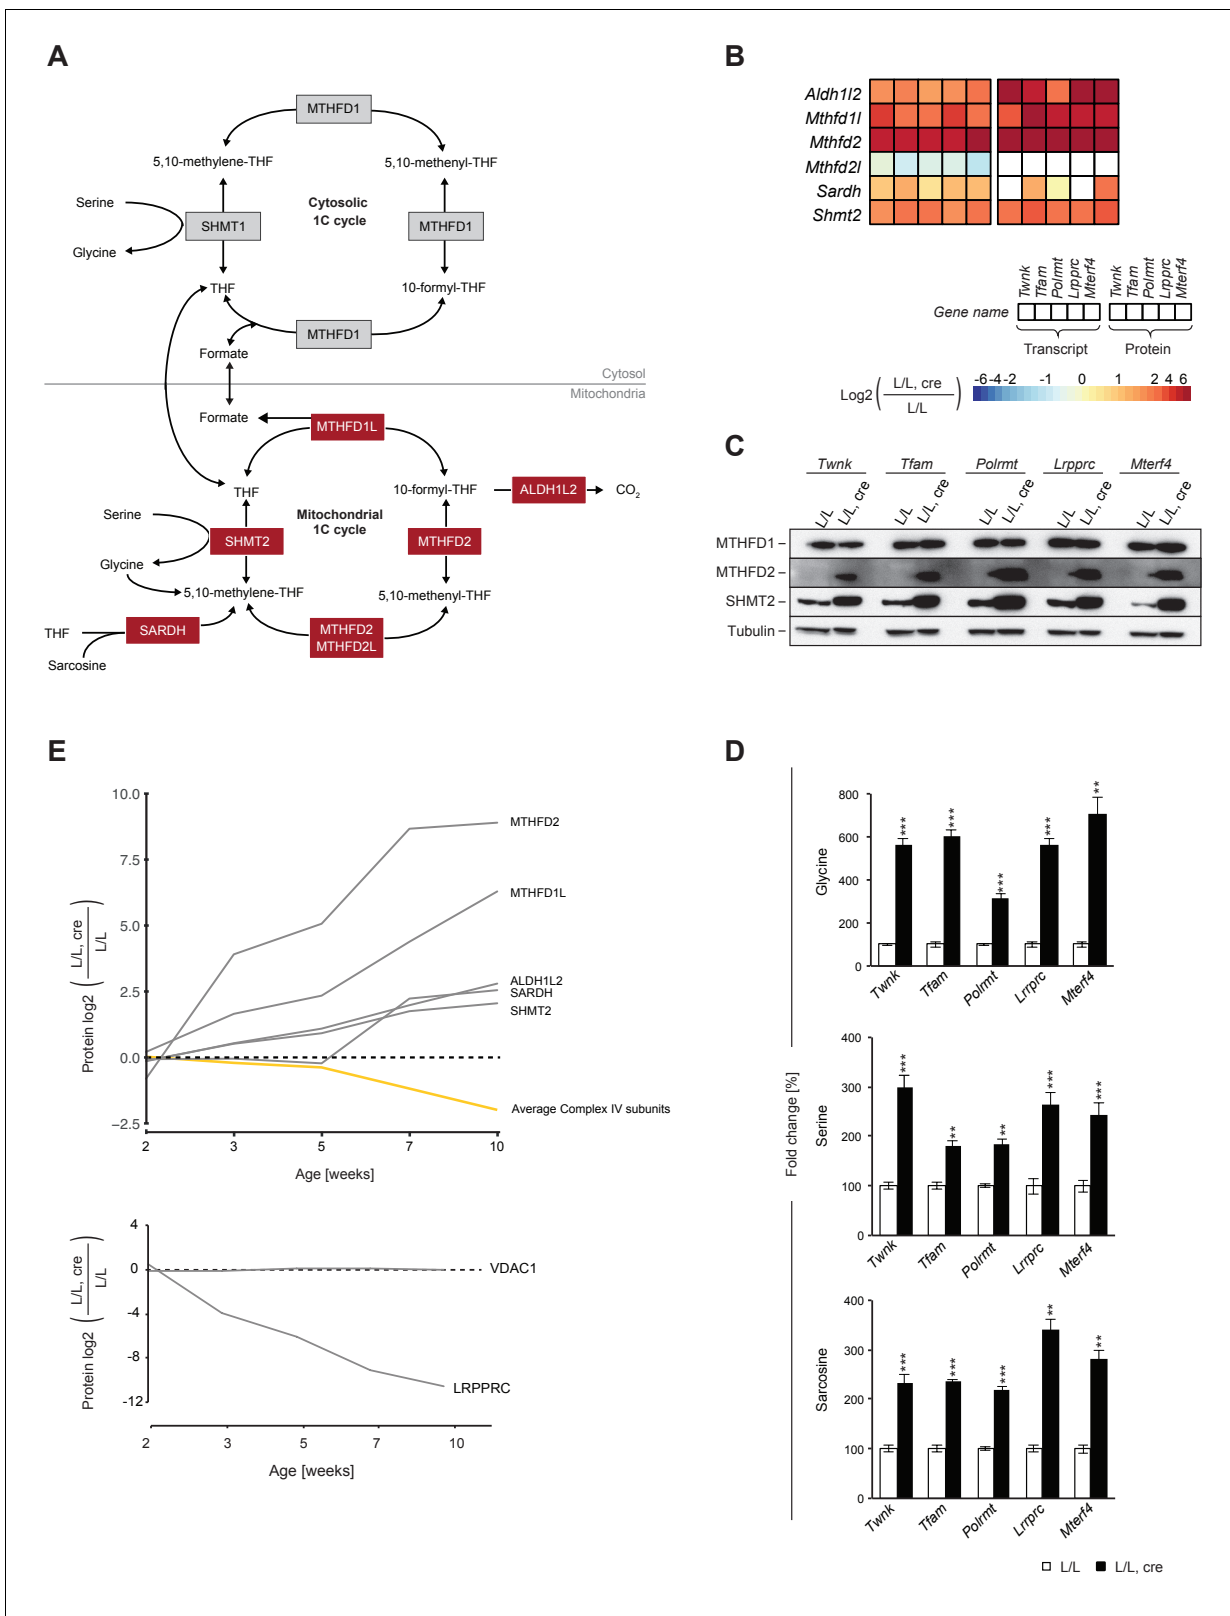 A
MTHFD1
5,10-methylene-THF
5,10-methenyl-THF
Serine
Cytosolic
1C cycle
SHMT1
MTHFD1
Glycine
THF
10-formyl-THF
MTHFD1
Formate
Cytosol
Mitochondria
Formate
MTHFD1L
THF
10-formyl-THF
ALDH1L2
CO2
Serine
Mitochondrial
1C cycle
SHMT2
MTHFD2
Glycine
5,10-methylene-THF
5,10-methenyl-THF
THF
SARDH
MTHFD2
MTHFD2L
Sarcosine
B
Aldh1l2
Mthfd1l
Mthfd2
Mthfd2l
Sardh
Shmt2
Twnk Tfam Polrmt Lrpprc Mterf4 Twnk Tfam Polrmt Lrpprc Mterf4
Gene name
Transcript Protein
-6 -4 -2 -1 0 1 2 4 6
Log2 ( L/L, cre / L/L )
C
Twnk Tfam Polrmt Lrpprc Mterf4
L/L L/L, cre L/L L/L, cre L/L L/L, cre L/L L/L, cre L/L L/L, cre
MTHFD1 –
MTHFD2 –
SHMT2 –
Tubulin –
E
Protein log2 ( L/L, cre / L/L )
10.0
7.5
5.0
2.5
0.0
–2.5
MTHFD2
MTHFD1L
ALDH1L2
SARDH
SHMT2
Average Complex IV subunits
2 3 5 7 10
Age [weeks]
Protein log2 ( L/L, cre / L/L )
4
0
-4
-8
-12
VDAC1
LRPPRC
2 3 5 7 10
Age [weeks]
D
Fold change [%]
Glycine
800
600
400
200
0
*** *** *** *** **
Twnk Tfam Polrmt Lrrprc Mterf4
Serine
400
300
200
100
0
*** ** ** *** ***
Twnk Tfam Polrmt Lrrprc Mterf4
Sarcosine
400
300
200
100
0
*** *** *** ** **
Twnk Tfam Polrmt Lrrprc Mterf4
L/L L/L, cre